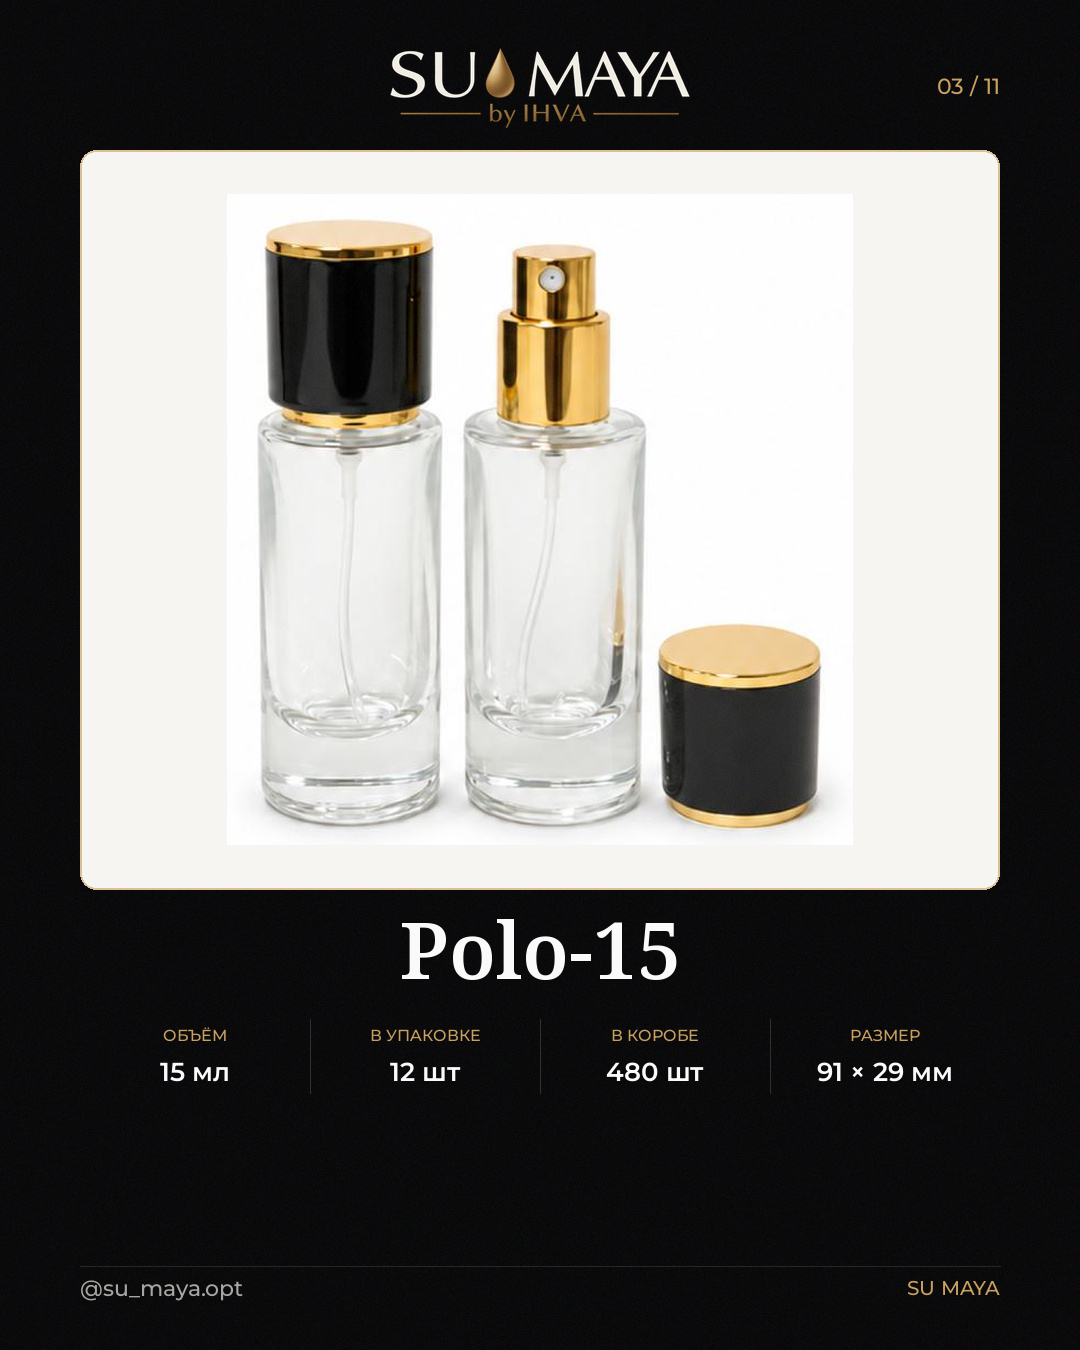 SU MAYA
by IHVA
03 / 11
Polo-15
ОБЪЁМ
15 мл
В УПАКОВКЕ
12 шт
В КОРОБЕ
480 шт
РАЗМЕР
91 × 29 мм
@su_maya.opt
SU MAYA